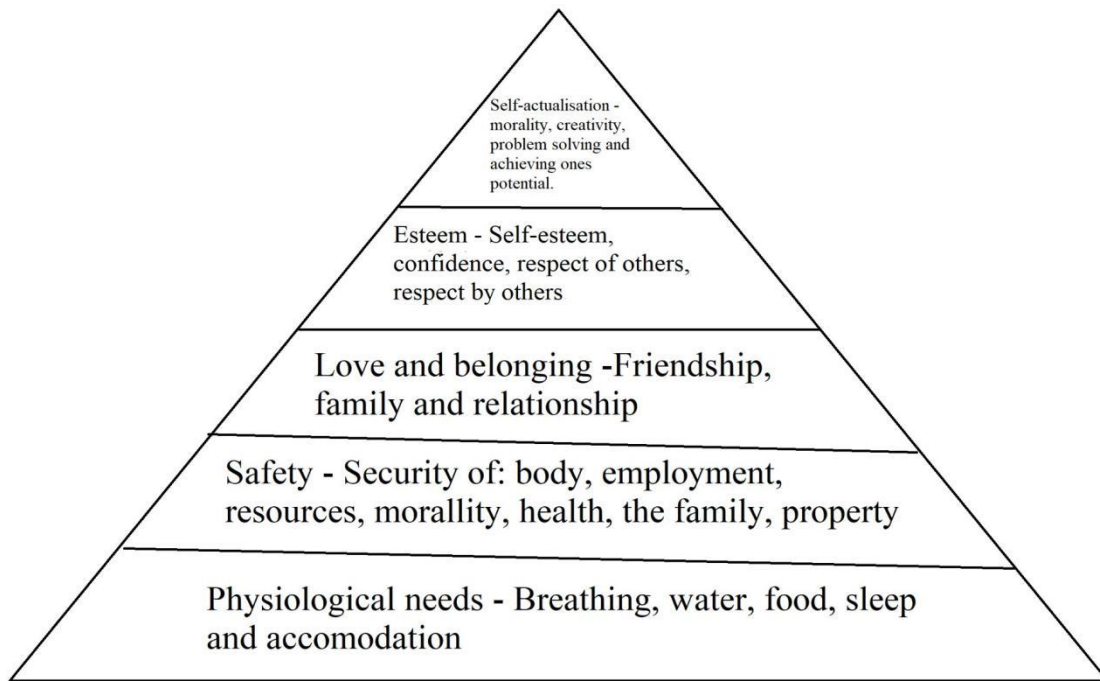 Self-actualisation -
morality, creativity,
problem solving and
achieving ones
potential.
Esteem - Self-esteem,
confidence, respect of others,
respect by others
Love and belonging -Friendship,
family and relationship
Safety - Security of: body, employment,
resources, morallity, health, the family, property
Physiological needs - Breathing, water, food, sleep
and accomodation